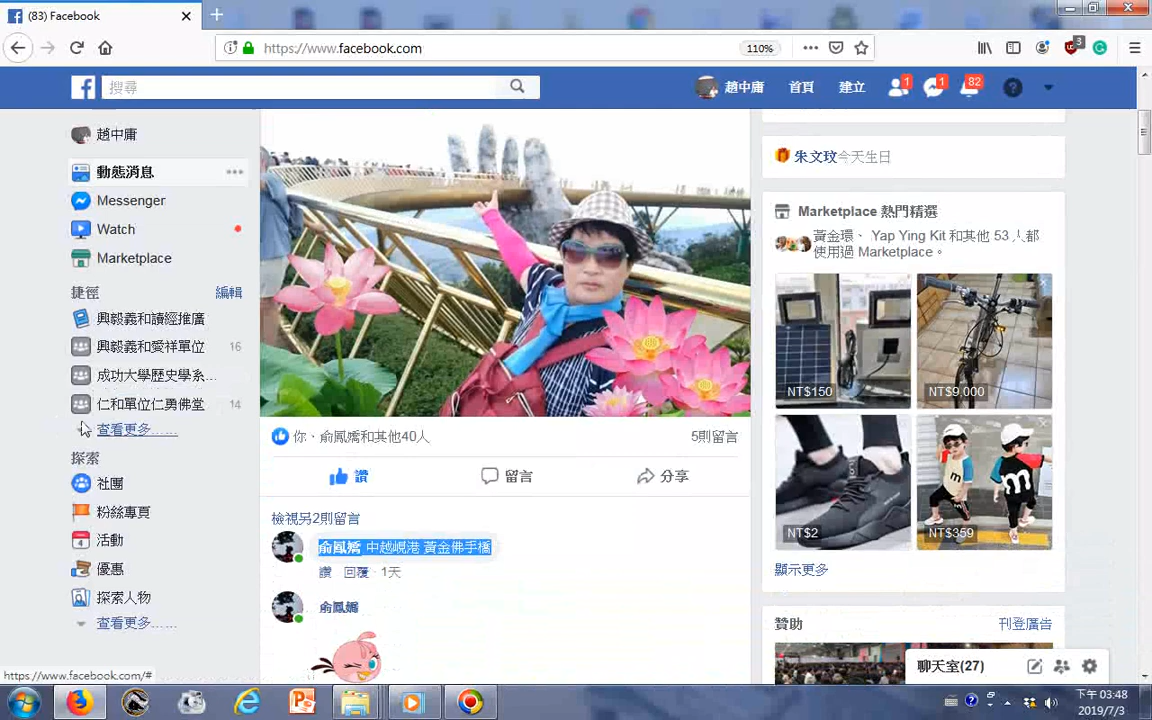 (83) Facebook
https://www.facebook.com
110%
3
搜尋
趙中庸
首頁
建立
1
1
82
趙中庸
動態消息
Messenger
Watch
Marketplace
捷徑
編輯
興毅義和讀經推廣
興毅義和愛祥單位
16
成功大學歷史學系...
仁和單位仁勇佛堂
14
查看更多......
探索
社團
粉絲專頁
活動
優惠
探索人物
查看更多......
你、俞鳳嬌和其他40人
5則留言
讚
留言
分享
檢視另2則留言
俞鳳嬌 中越峴港 黃金佛手橋
讚 回覆 · 1天
俞鳳嬌
朱文玟今天生日
Marketplace 熱門精選
黃金環、 Yap Ying Kit 和其他 53 人都
使用過 Marketplace。
NT$150
NT$9,000
NT$2
NT$359
顯示更多
贊助
刊登廣告
聊天室(27)
https://www.facebook.com/#
下午 03:48
2019/7/3